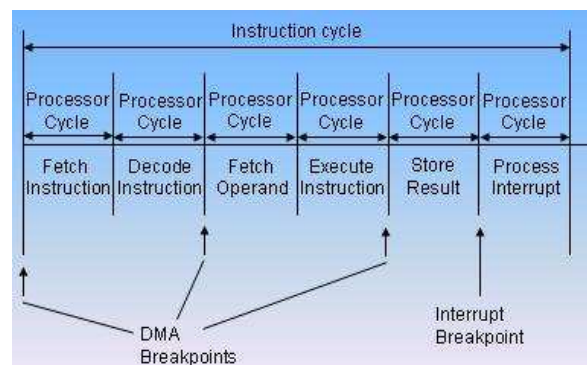 Instruction cycle
Processor Cycle
Processor Cycle
Processor Cycle
Processor Cycle
Processor Cycle
Processor Cycle
Fetch Instruction
Decode Instruction
Fetch Operand
Execute Instruction
Store Result
Process Interrupt
DMA
Breakpoints
Interrupt
Breakpoint